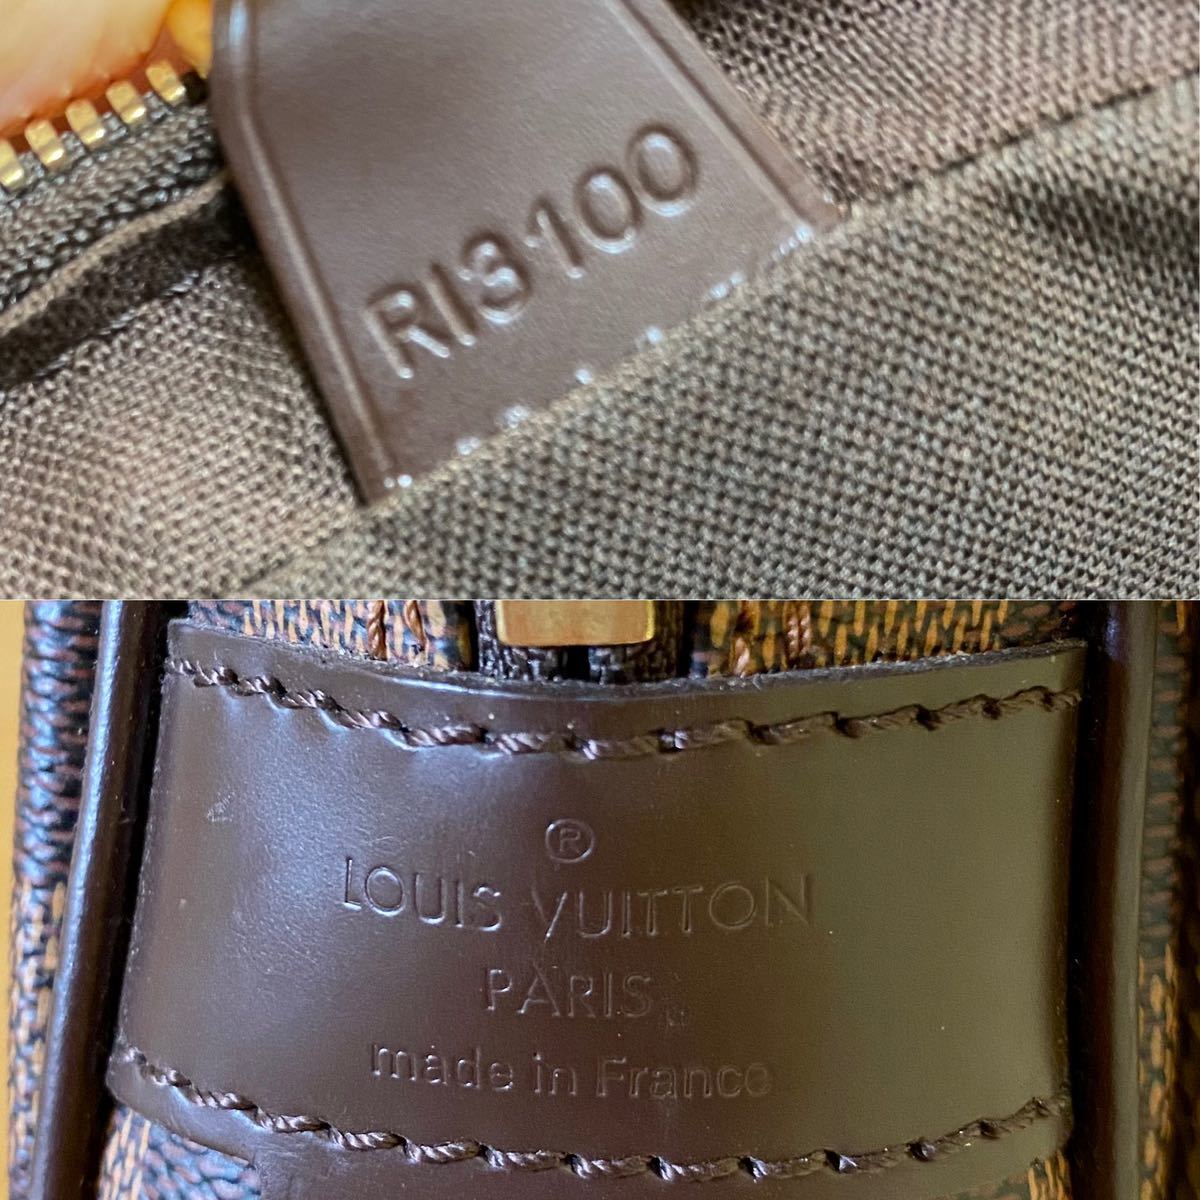 RI3100
®
LOUIS VUITTON
PARIS
made in France